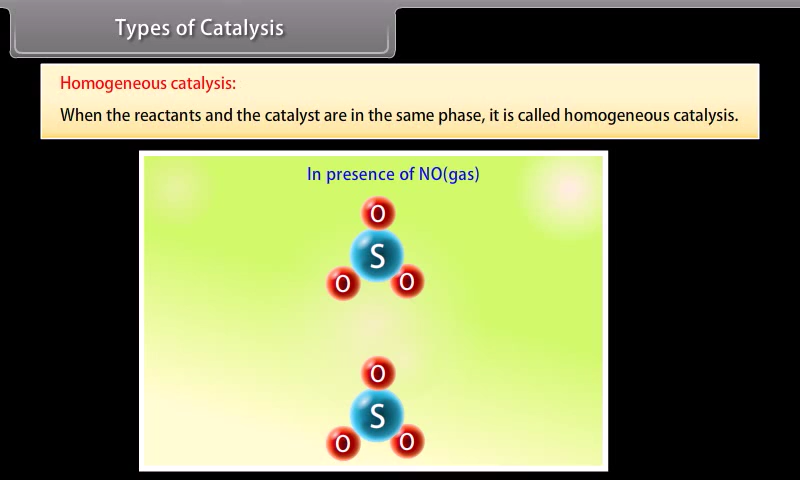 Types of Catalysis
Homogeneous catalysis:
When the reactants and the catalyst are in the same phase, it is called homogeneous catalysis.
In presence of NO(gas)
O
S
O O
O
S
O O